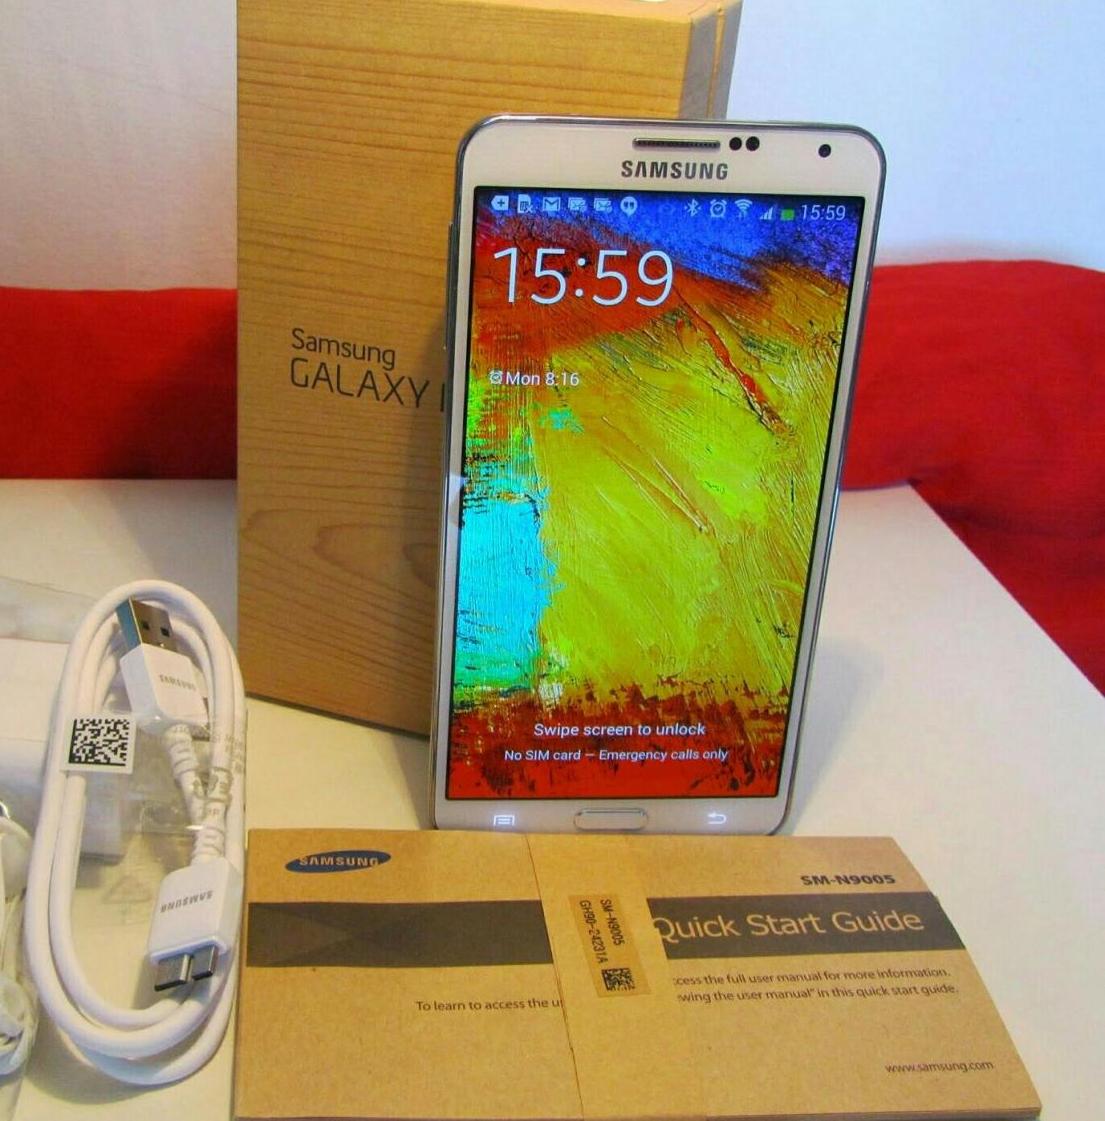 SAMSUNG
15:59
15:59
Mon 8:16
Samsung
GALAXY
Swipe screen to unlock
No SIM card — Emergency calls only
SAMSUNG
SAMSUNG
SAMSUNG
SM-N9005
Quick Start Guide
SM-N9005
GH90-24231A
To learn to access the
ccess the full user manual for more information.
wing the user manual" in this quick start guide.
www.samsung.com